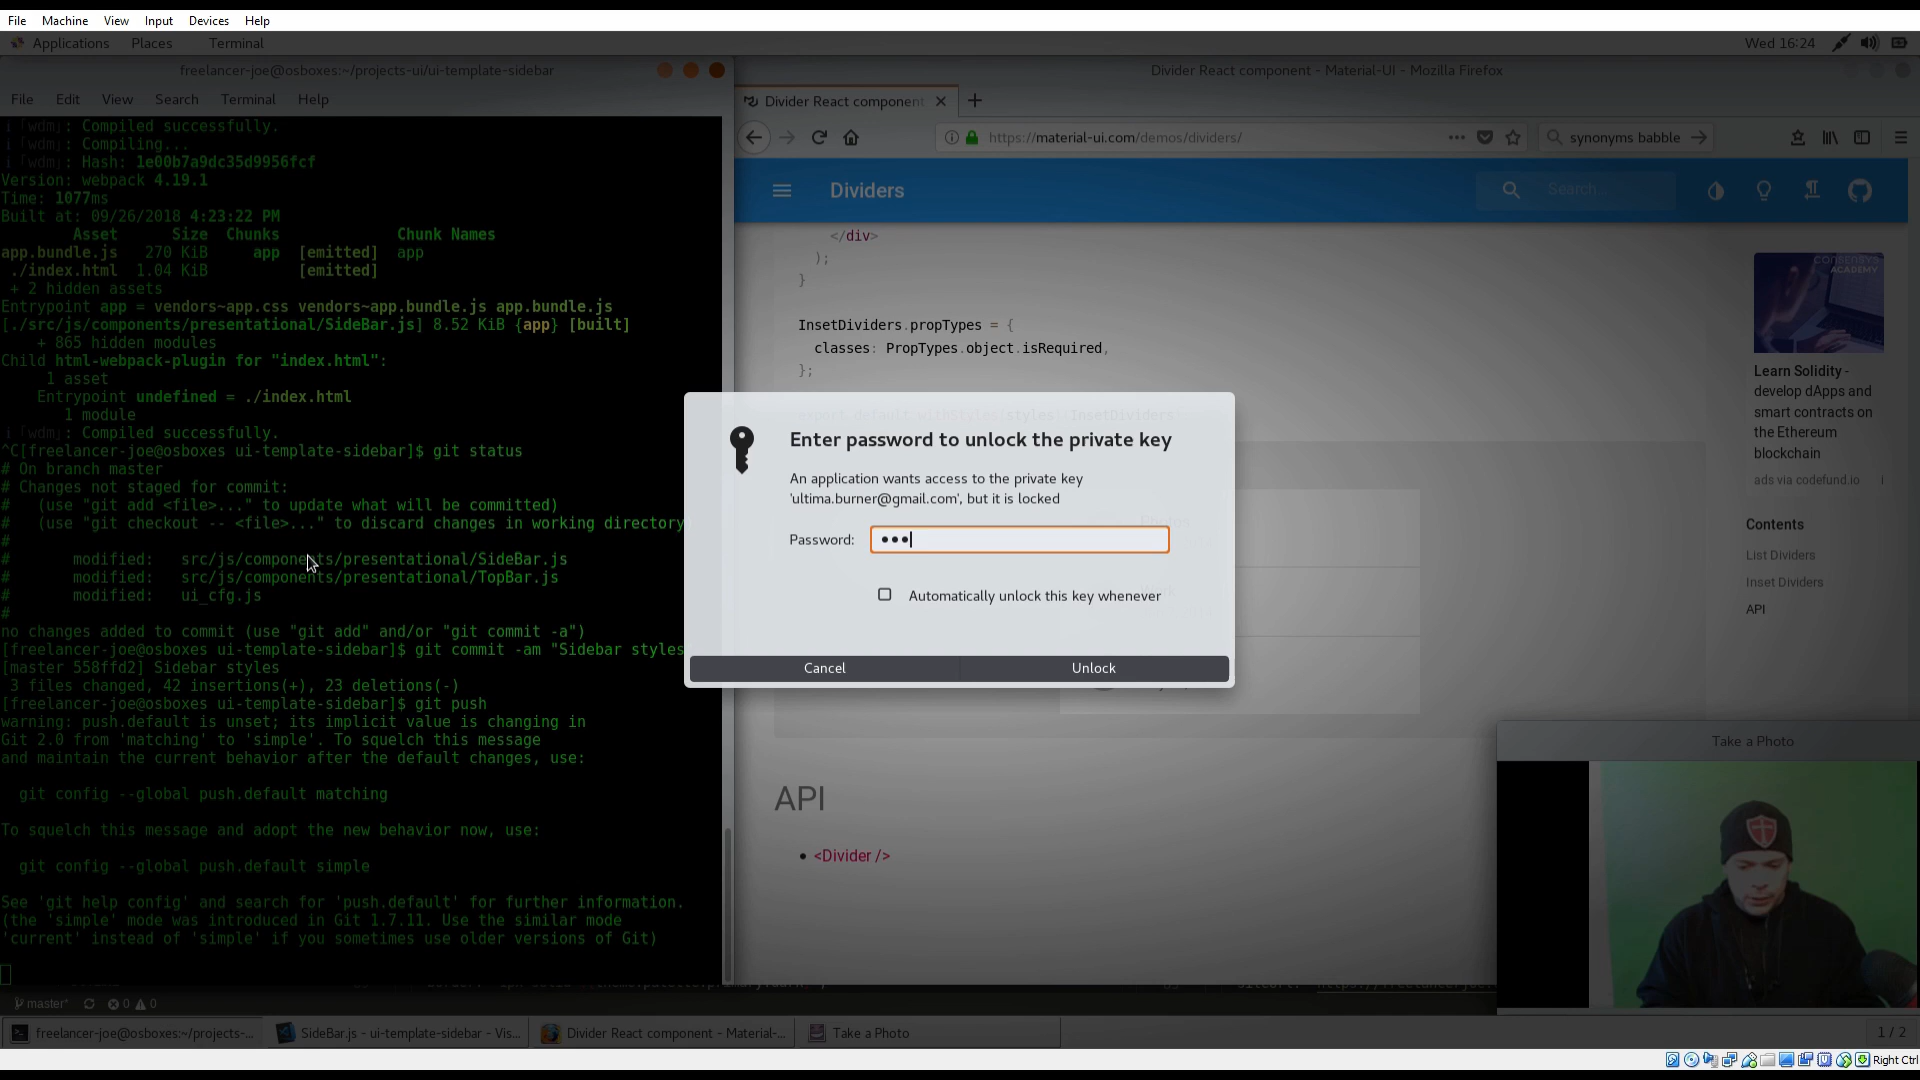 File Machine View Input Devices Help
Applications Places Terminal Wed 16:24
freelancer-joe@osboxes:~/projects-ui/ui-template-sidebar
File Edit View Search Terminal Help
i ｢wdm｣: Compiled successfully.
i ｢wdm｣: Compiling...
i ｢wdm｣: Hash: 1e00b7a9dc35d9956fcf
Version: webpack 4.19.1
Time: 1077ms
Built at: 09/26/2018 4:23:22 PM
Asset Size Chunks Chunk Names
app.bundle.js 270 KiB app [emitted] app
./index.html 1.04 KiB [emitted]
+ 2 hidden assets
Entrypoint app = vendors~app.css vendors~app.bundle.js app.bundle.js
[./src/js/components/presentational/SideBar.js] 8.52 KiB {app} [built]
+ 865 hidden modules
Child html-webpack-plugin for "index.html":
1 asset
Entrypoint undefined = ./index.html
1 module
i ｢wdm｣: Compiled successfully.
^C[freelancer-joe@osboxes ui-template-sidebar]$ git status
# On branch master
# Changes not staged for commit:
# (use "git add <file>..." to update what will be committed)
# (use "git checkout -- <file>..." to discard changes in working directory)
#
# modified: src/js/components/presentational/SideBar.js
# modified: src/js/components/presentational/TopBar.js
# modified: ui_cfg.js
#
no changes added to commit (use "git add" and/or "git commit -a")
[freelancer-joe@osboxes ui-template-sidebar]$ git commit -am "Sidebar styles
[master 558ffd2] Sidebar styles
3 files changed, 42 insertions(+), 23 deletions(-)
[freelancer-joe@osboxes ui-template-sidebar]$ git push
warning: push.default is unset; its implicit value is changing in
Git 2.0 from 'matching' to 'simple'. To squelch this message
and maintain the current behavior after the default changes, use:
git config --global push.default matching
To squelch this message and adopt the new behavior now, use:
git config --global push.default simple
See 'git help config' and search for 'push.default' for further information.
(the 'simple' mode was introduced in Git 1.7.11. Use the similar mode
'current' instead of 'simple' if you sometimes use older versions of Git)
master* 0 0
Divider React component - Material-UI - Mozilla Firefox
Divider React component
https://material-ui.com/demos/dividers/ synonyms babble
Dividers Search...
</div>
);
}
InsetDividers.propTypes = {
classes: PropTypes.object.isRequired,
};
export default withStyles(styles)(InsetDividers)
API
<Divider />
CONSENSYS
ACADEMY
Learn Solidity -
develop dApps and
smart contracts on
the Ethereum
blockchain
ads via codefund.io
Contents
List Dividers
Inset Dividers
API
Enter password to unlock the private key
An application wants access to the private key
'ultima.burner@gmail.com', but it is locked
Password: •••
Automatically unlock this key whenever
Cancel Unlock
Take a Photo
freelancer-joe@osboxes:~/projects-... SideBar.js - ui-template-sidebar - Vis... Divider React component - Material-... Take a Photo 1 / 2
Right Ctrl